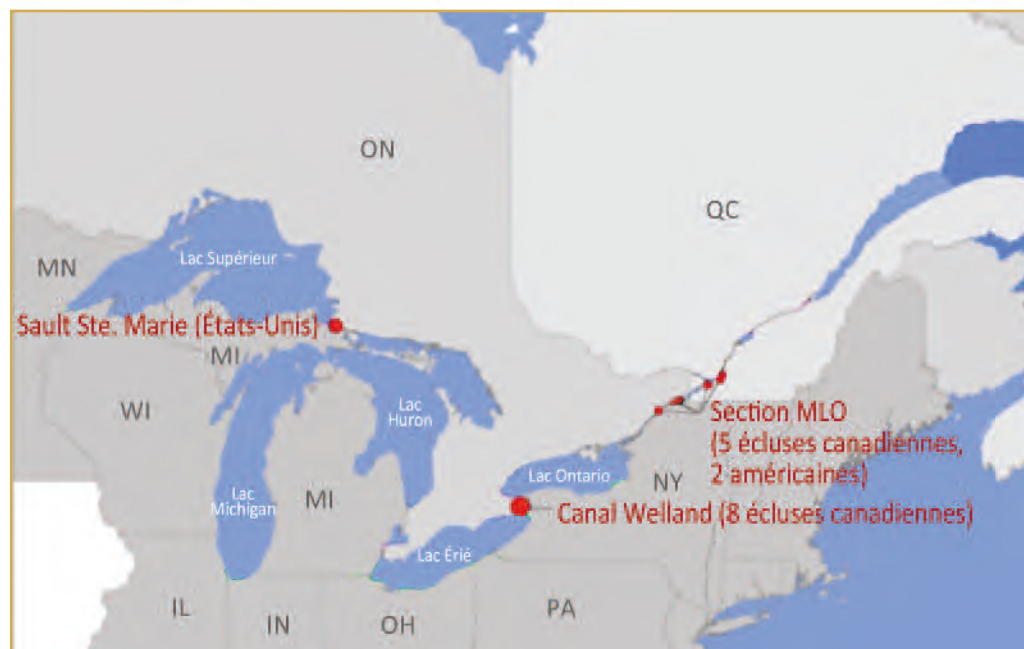 ON
QC
Lac Supérieur
MN
Sault Ste. Marie (États-Unis)
MI
WI
Lac
Huron
Section MLO
(5 écluses canadiennes,
2 américaines)
Lac Ontario
NY
Lac
Michigan
MI
Canal Welland (8 écluses canadiennes)
Lac Érié
IL
IN
OH
PA